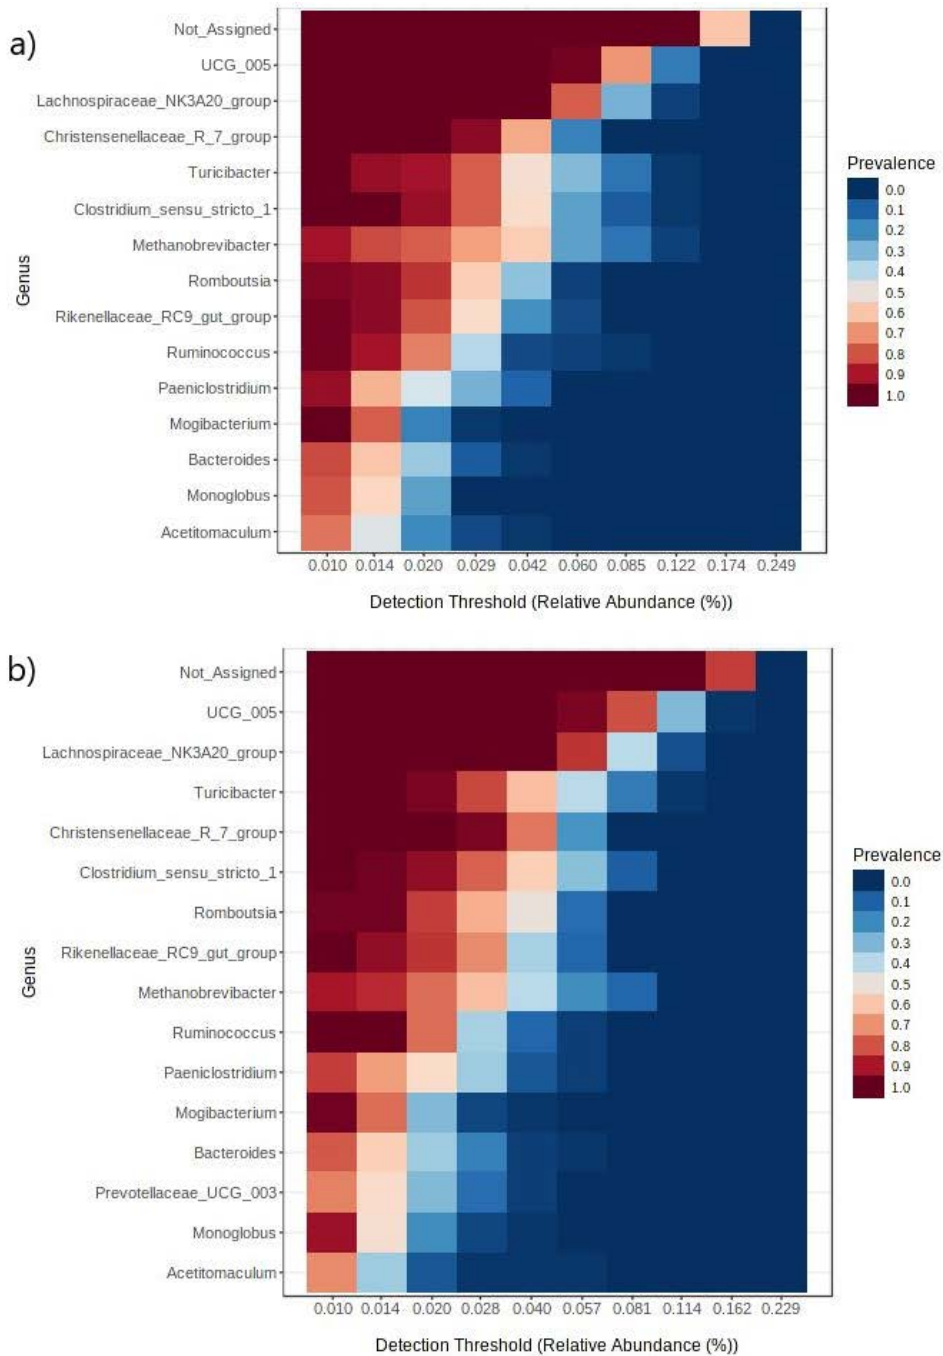 a)
Not_Assigned
UCG_005
Lachnospiraceae_NK3A20_group
Christensenellaceae_R_7_group
Turicibacter
Clostridium_sensu_stricto_1
Methanobrevibacter
Romboutsia
Rikenellaceae_RC9_gut_group
Ruminococcus
Paeniclostridium
Mogibacterium
Bacteroides
Monoglobus
Acetitomaculum
Genus
0.010 0.014 0.020 0.029 0.042 0.060 0.085 0.122 0.174 0.249
Detection Threshold (Relative Abundance (%))
Prevalence
0.0
0.1
0.2
0.3
0.4
0.5
0.6
0.7
0.8
0.9
1.0
b)
Not_Assigned
UCG_005
Lachnospiraceae_NK3A20_group
Turicibacter
Christensenellaceae_R_7_group
Clostridium_sensu_stricto_1
Romboutsia
Rikenellaceae_RC9_gut_group
Methanobrevibacter
Ruminococcus
Paeniclostridium
Mogibacterium
Bacteroides
Prevotellaceae_UCG_003
Monoglobus
Acetitomaculum
Genus
0.010 0.014 0.020 0.028 0.040 0.057 0.081 0.114 0.162 0.229
Detection Threshold (Relative Abundance (%))
Prevalence
0.0
0.1
0.2
0.3
0.4
0.5
0.6
0.7
0.8
0.9
1.0